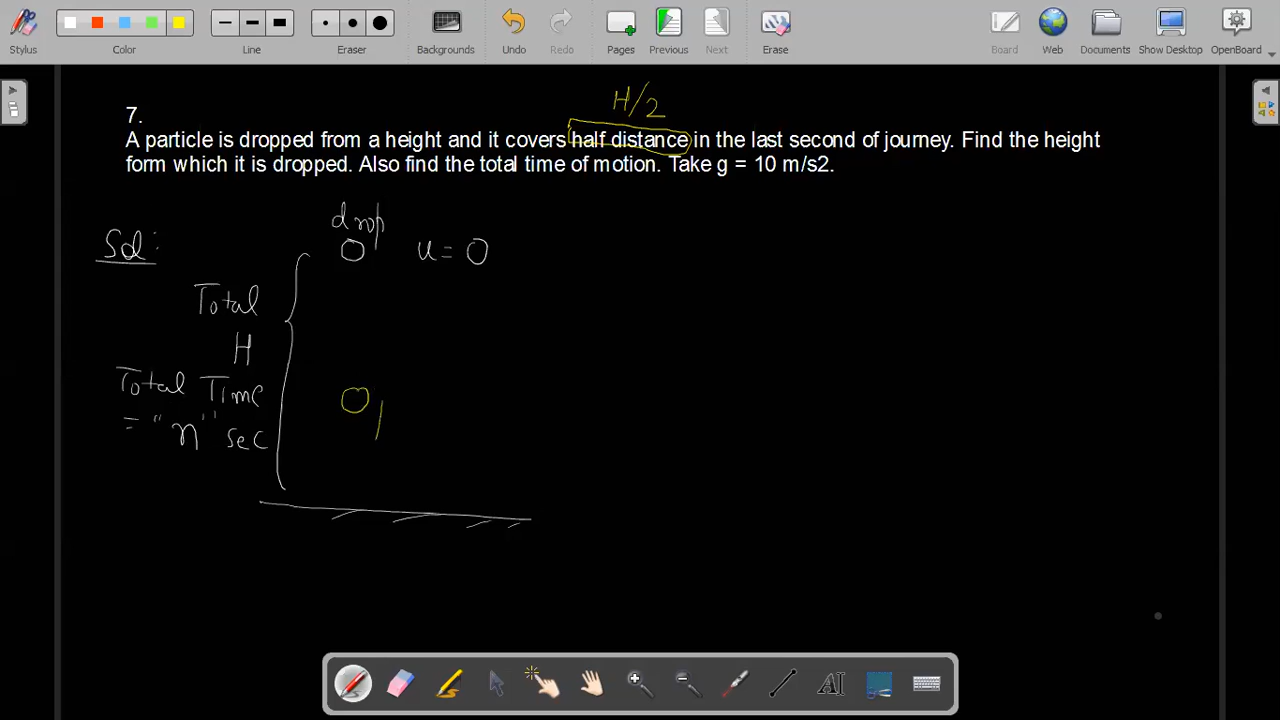 Stylus
Color
Line
Eraser
Backgrounds
Undo
Redo
Pages
Previous
Next
Erase
Board
Web
Documents
Show Desktop
OpenBoard
H/2
7.
A particle is dropped from a height and it covers half distance in the last second of journey. Find the height
form which it is dropped. Also find the total time of motion. Take g = 10 m/s2.
drop
Sol:
u = 0
Total
H
Total Time
= "n" sec
AI